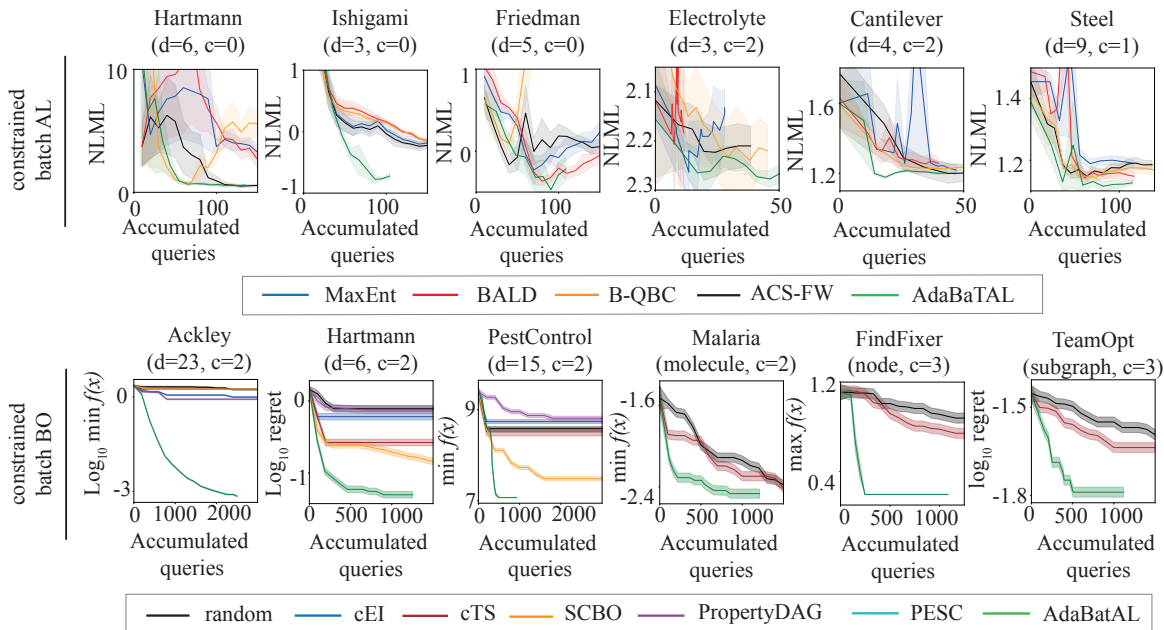 Hartmann
(d=6, c=0)
Ishigami
(d=3, c=0)
Friedman
(d=5, c=0)
Electrolyte
(d=3, c=2)
Cantilever
(d=4, c=2)
Steel
(d=9, c=1)
constrained
batch AL
NLML
10
5
0
100
Accumulated
queries
NLML
1
0
-1
0
100
Accumulated
queries
NLML
1
0
0
100
Accumulated
queries
NLML
2.1
2.2
2.3
0
50
Accumulated
queries
NLML
1.6
1.2
0
50
Accumulated
queries
NLML
1.4
1.2
0
100
Accumulated
queries
MaxEnt BALD B-QBC ACS-FW AdaBaTAL
Ackley
(d=23, c=2)
Hartmann
(d=6, c=2)
PestControl
(d=15, c=2)
Malaria
(molecule, c=2)
FindFixer
(node, c=3)
TeamOpt
(subgraph, c=3)
constrained
batch BO
Log10 min f(x)
0
-3
0 1000 2000
Accumulated
queries
Log10 regret
0
-1
0 500 1000
Accumulated
queries
min f(x)
9
7
0 1000 2000
Accumulated
queries
min f(x)
-1.6
-2.4
0 500 1000
Accumulated
queries
max f(x)
1.2
0.4
0 500 1000
Accumulated
queries
log10 regret
-1.5
-1.8
0 500 1000
Accumulated
queries
random cEI cTS SCBO PropertyDAG PESC AdaBatAL